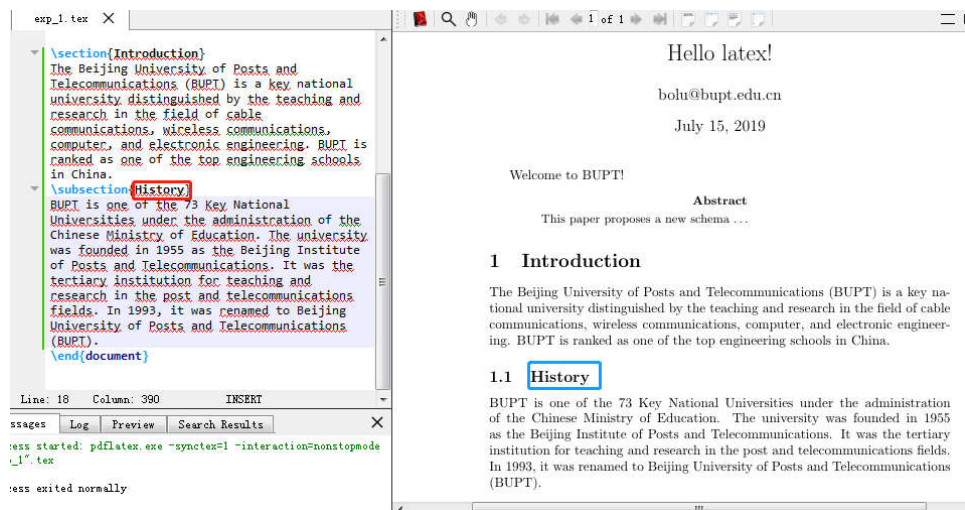 exp_1.tex
\section{Introduction}
The Beijing University of Posts and
Telecommunications (BUPT) is a key national
university distinguished by the teaching and
research in the field of cable
communications, wireless communications,
computer, and electronic engineering. BUPT is
ranked as one of the top engineering schools
in China.
\subsection{History}
BUPT is one of the 73 Key National
Universities under the administration of the
Chinese Ministry of Education. The university
was founded in 1955 as the Beijing Institute
of Posts and Telecommunications. It was the
tertiary institution for teaching and
research in the post and telecommunications
fields. In 1993, it was renamed to Beijing
University of Posts and Telecommunications
(BUPT).
\end{document}
Line: 18 Column: 390 INSERT
ssages Log Preview Search Results
cess started: pdflatex.exe -synctex=1 -interaction=nonstopmode
_1".tex
cess exited normally
1 of 1
Hello latex!
bolu@bupt.edu.cn
July 15, 2019
Welcome to BUPT!
Abstract
This paper proposes a new schema ...
1 Introduction
The Beijing University of Posts and Telecommunications (BUPT) is a key na-
tional university distinguished by the teaching and research in the field of cable
communications, wireless communications, computer, and electronic engineer-
ing. BUPT is ranked as one of the top engineering schools in China.
1.1 History
BUPT is one of the 73 Key National Universities under the administration
of the Chinese Ministry of Education. The university was founded in 1955
as the Beijing Institute of Posts and Telecommunications. It was the tertiary
institution for teaching and research in the post and telecommunications fields.
In 1993, it was renamed to Beijing University of Posts and Telecommunications
(BUPT).